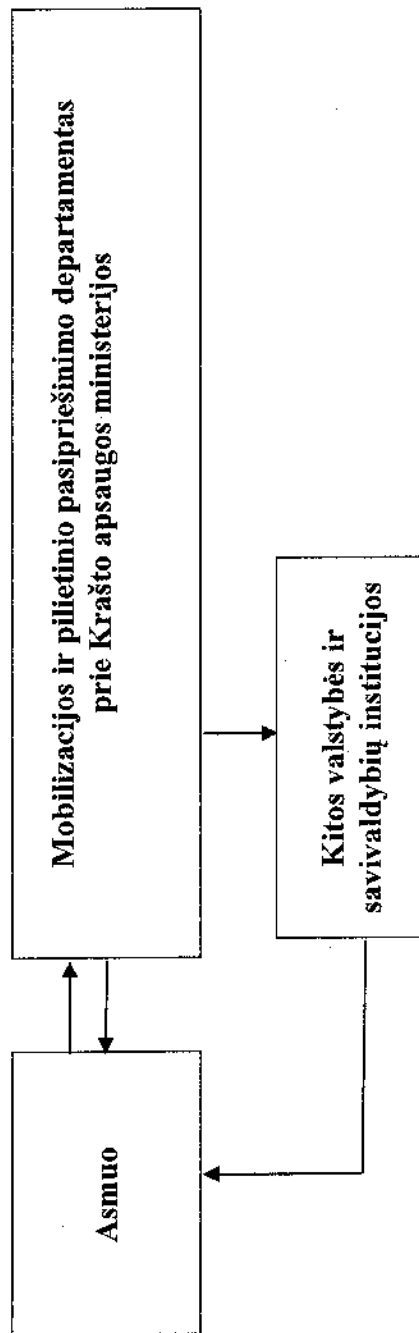 Mobilizacijos ir pilietinio pasipriešinimo departamentas
prie Krašto apsaugos ministerijos
Asmuo
Kitos valstybės ir
savivaldybių institucijos